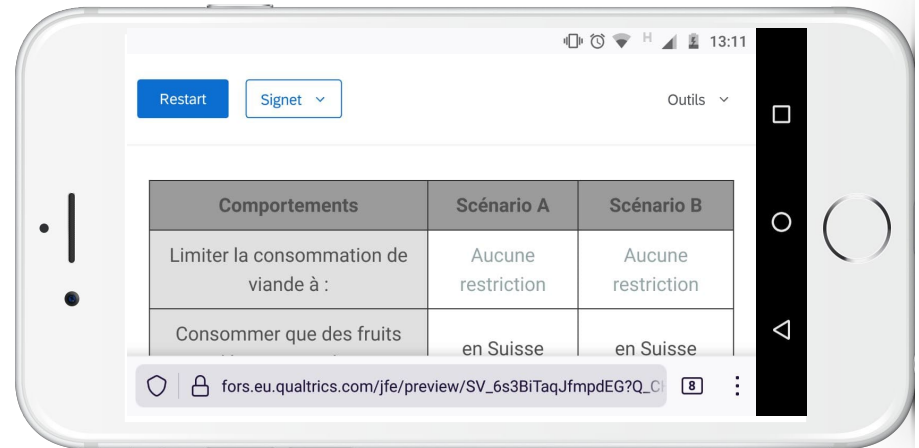 H 13:11
Restart Signet Outils
Comportements Scénario A Scénario B
Limiter la consommation de Aucune Aucune
viande à : restriction restriction
Consommer que des fruits
en Suisse en Suisse
fors.eu.qualtrics.com/jfe/preview/SV_6s3BiTaqJfmpdEG?Q_C 8